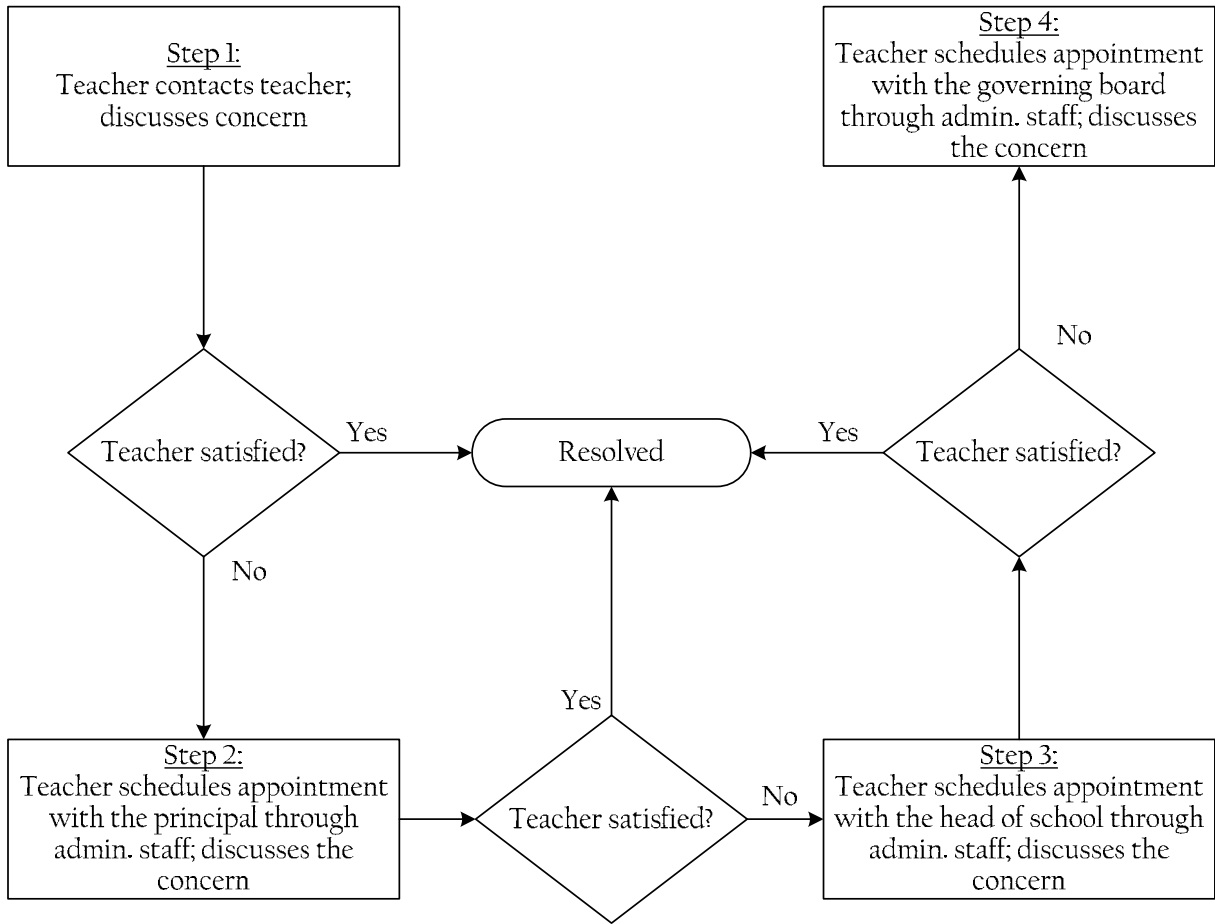 Step 1:
Teacher contacts teacher;
discusses concern
Step 4:
Teacher schedules appointment
with the governing board
through admin. staff; discusses
the concern
No
Teacher satisfied?
Yes
Resolved
Yes
Teacher satisfied?
No
Yes
Step 2:
Teacher schedules appointment
with the principal through
admin. staff; discusses the
concern
Teacher satisfied?
No
Step 3:
Teacher schedules appointment
with the head of school through
admin. staff; discusses the
concern